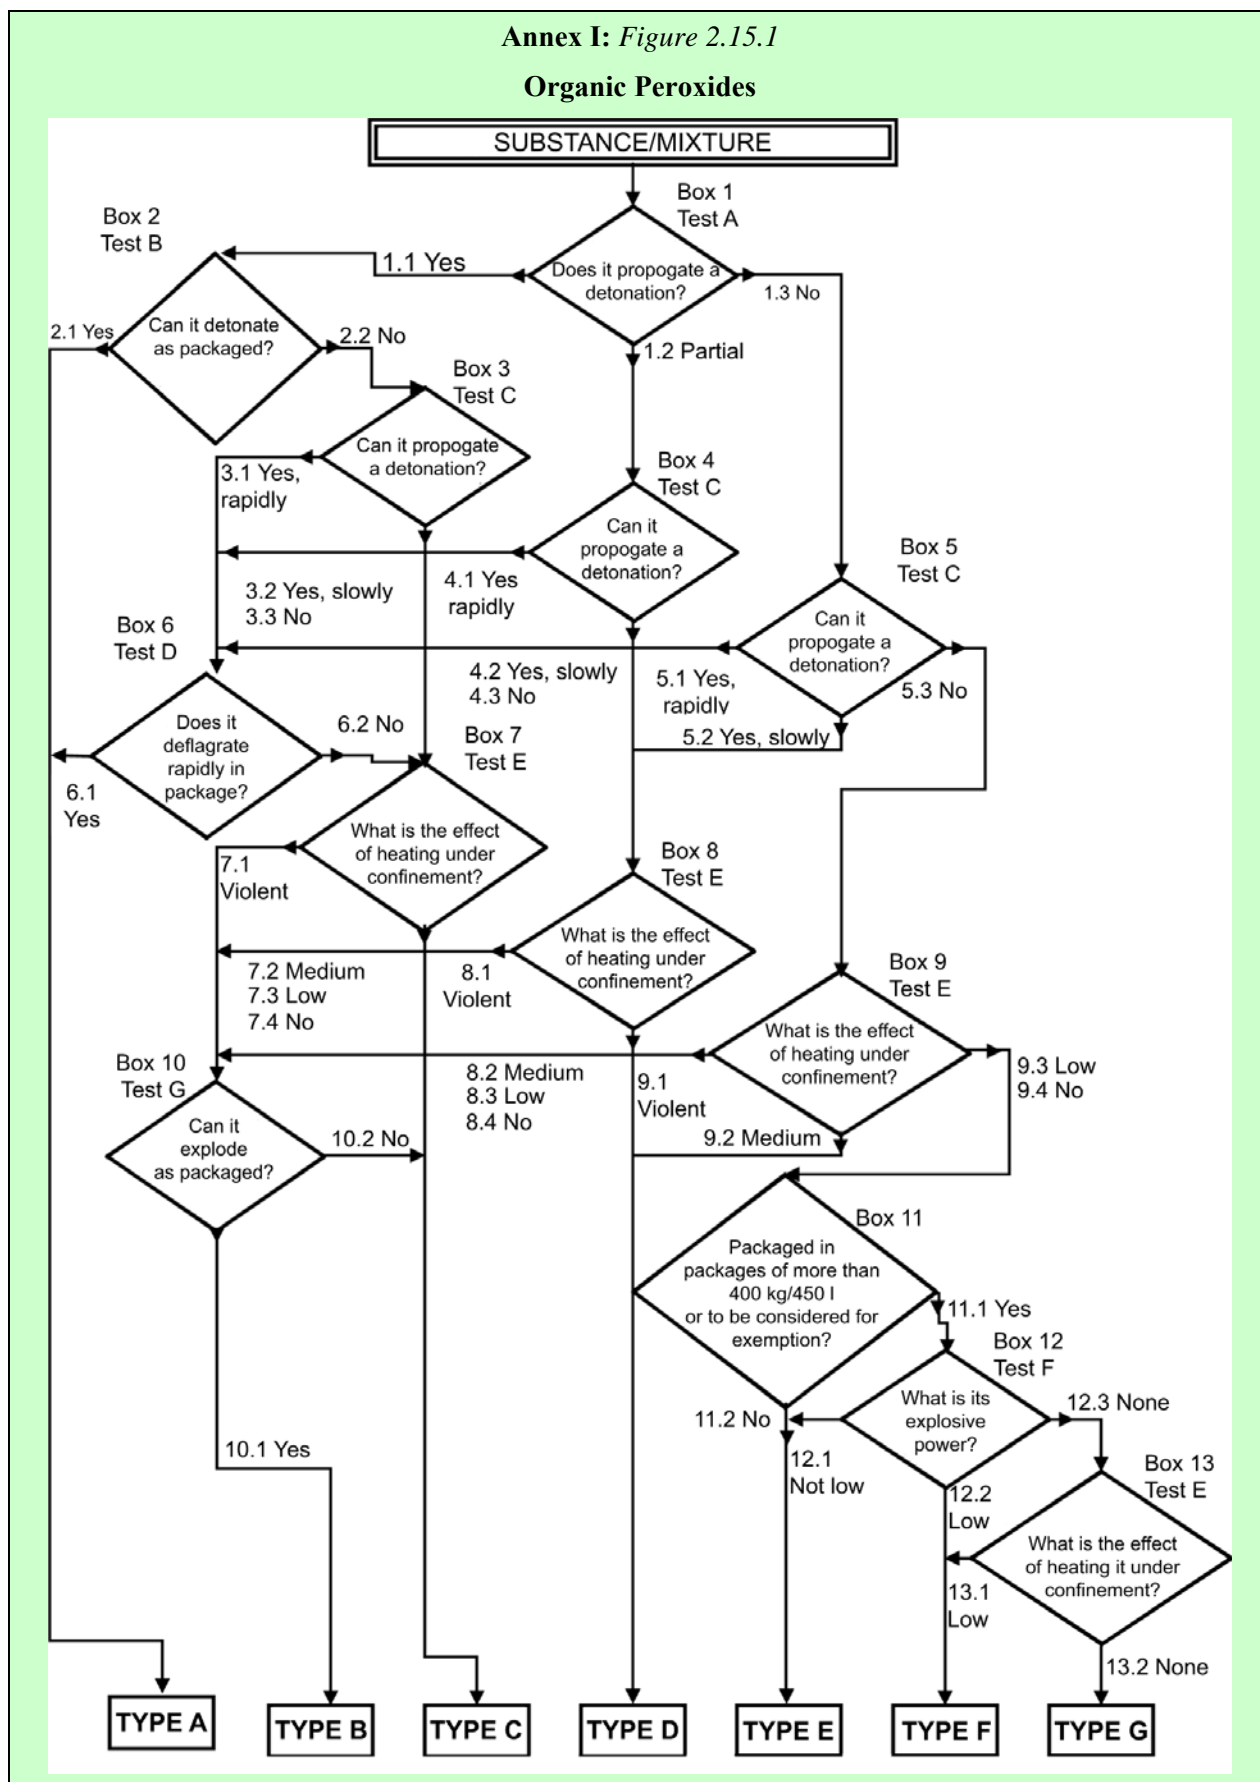 Annex I: Figure 2.15.1
Organic Peroxides
SUBSTANCE/MIXTURE
Box 1
Test A
Does it propogate a
detonation?
1.1 Yes
1.2 Partial
1.3 No
Box 2
Test B
Can it detonate
as packaged?
2.1 Yes
2.2 No
Box 3
Test C
Can it propogate
a detonation?
3.1 Yes,
rapidly
3.2 Yes, slowly
3.3 No
Box 4
Test C
Can it
propogate a
detonation?
4.1 Yes
rapidly
4.2 Yes, slowly
4.3 No
Box 5
Test C
Can it
propogate a
detonation?
5.1 Yes,
rapidly
5.2 Yes, slowly
5.3 No
Box 6
Test D
Does it
deflagrate
rapidly in
package?
6.1
Yes
6.2 No
Box 7
Test E
What is the effect
of heating under
confinement?
7.1
Violent
7.2 Medium
7.3 Low
7.4 No
Box 8
Test E
What is the effect
of heating under
confinement?
8.1
Violent
8.2 Medium
8.3 Low
8.4 No
Box 9
Test E
What is the effect
of heating under
confinement?
9.1
Violent
9.2 Medium
9.3 Low
9.4 No
Box 10
Test G
Can it
explode
as packaged?
10.1 Yes
10.2 No
Box 11
Packaged in
packages of more than
400 kg/450 l
or to be considered for
exemption?
11.1 Yes
11.2 No
Box 12
Test F
What is its
explosive
power?
12.1
Not low
12.2
Low
12.3 None
Box 13
Test E
What is the effect
of heating it under
confinement?
13.1
Low
13.2 None
TYPE A
TYPE B
TYPE C
TYPE D
TYPE E
TYPE F
TYPE G